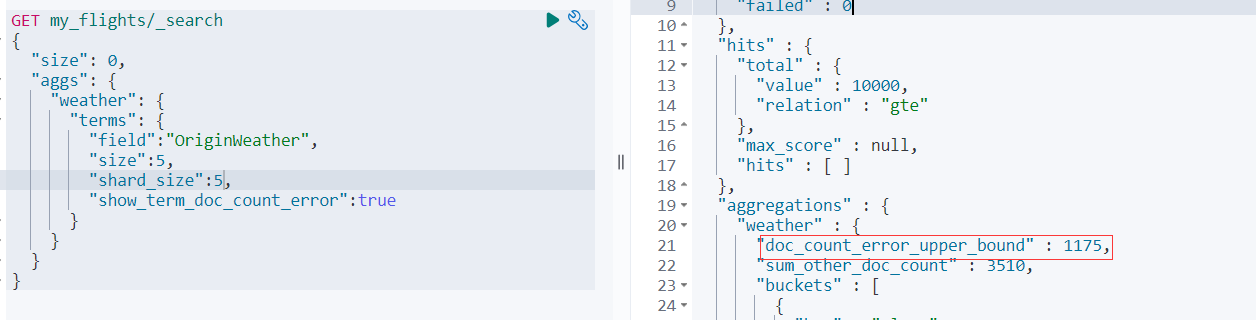 GET my_flights/_search
{
  "size": 0,
  "aggs": {
    "weather": {
      "terms": {
        "field":"OriginWeather",
        "size":5,
        "shard_size":5,
        "show_term_doc_count_error":true
      }
    }
  }
}
9 "failed" : 0
10 },
11 "hits" : {
12 "total" : {
13 "value" : 10000,
14 "relation" : "gte"
15 },
16 "max_score" : null,
17 "hits" : [ ]
18 },
19 "aggregations" : {
20 "weather" : {
21 "doc_count_error_upper_bound" : 1175,
22 "sum_other_doc_count" : 3510,
23 "buckets" : [
24 {